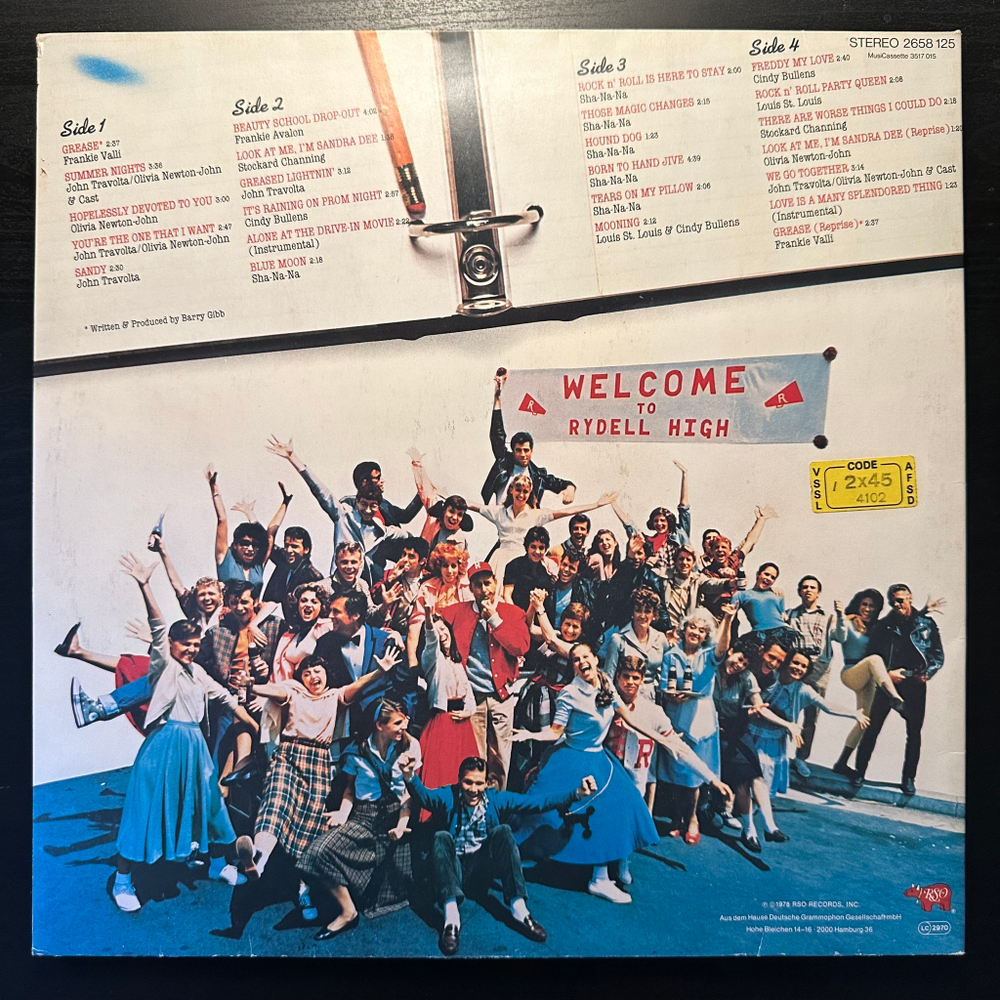 STEREO 2658 125
MusiCassette 3517 015
Side 1
GREASE* 2:37
Frankie Valli
SUMMER NIGHTS 3:36
John Travolta/Olivia Newton-John
& Cast
HOPELESSLY DEVOTED TO YOU 3:00
Olivia Newton-John
YOU'RE THE ONE THAT I WANT 2:47
John Travolta/Olivia Newton-John
SANDY 2:30
John Travolta
* Written & Produced by Barry Gibb
Side 2
BEAUTY SCHOOL DROP-OUT 4:02
Frankie Avalon
LOOK AT ME, I'M SANDRA DEE
Stockard Channing
GREASED LIGHTNIN' 3:12
John Travolta
IT'S RAINING ON PROM NIGHT 2:57
Cindy Bullens
ALONE AT THE DRIVE-IN MOVIE 2:22
(Instrumental)
BLUE MOON 2:18
Sha-Na-Na
Side 3
ROCK n' ROLL IS HERE TO STAY 2:00
Sha-Na-Na
THOSE MAGIC CHANGES 2:15
Sha-Na-Na
HOUND DOG 1:23
Sha-Na-Na
BORN TO HAND JIVE 4:39
Sha-Na-Na
TEARS ON MY PILLOW 2:06
Sha-Na-Na
MOONING 2:12
Louis St. Louis & Cindy Bullens
Side 4
FREDDY MY LOVE 2:40
Cindy Bullens
ROCK n' ROLL PARTY QUEEN 2:08
Louis St. Louis
THERE ARE WORSE THINGS I COULD DO 2:18
Stockard Channing
LOOK AT ME, I'M SANDRA DEE (Reprise) 1:20
Olivia Newton-John
WE GO TOGETHER 3:14
John Travolta/Olivia Newton-John & Cast
LOVE IS A MANY SPLENDORED THING 1:23
(Instrumental)
GREASE (Reprise)* 2:37
Frankie Valli
WELCOME
TO
RYDELL HIGH
R
R
VSSL
CODE
2x45
4102
AFSD
R
RSO
℗ ©1978 RSO RECORDS, INC.
Aus dem Hause Deutsche Grammophon Gesellschaft mbH
Hohe Bleichen 14-16 · 2000 Hamburg 36
LC 2970